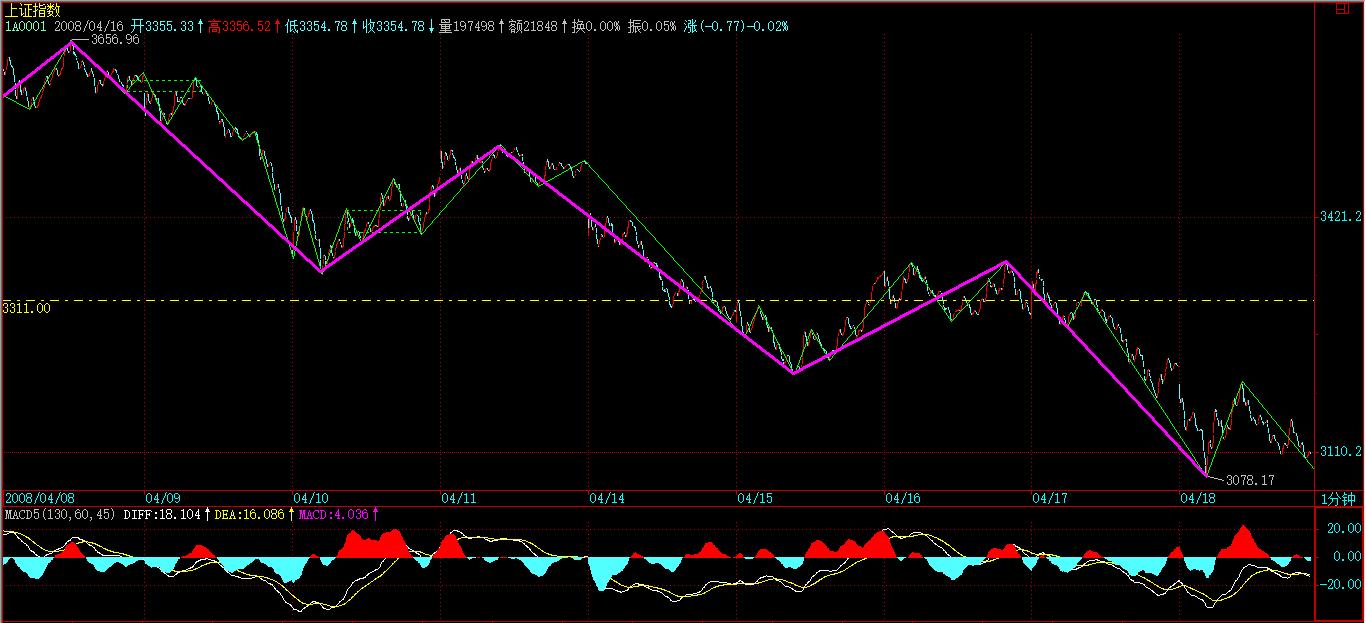 上证指数
1A0001 2008/04/16 开3355.33↑高3356.52↑低3354.78↑收3354.78↓量197498↑额21848↑换0.00% 振0.05% 涨(-0.77)-0.02%
3656.96
3421.2
3311.00
3110.2
3078.17
2008/04/08 04/09 04/10 04/11 04/14 04/15 04/16 04/17 04/18 1分钟
MACD5(130,60,45) DIFF:18.104↑DEA:16.086↑MACD:4.036↑
20.00
0.00
-20.00